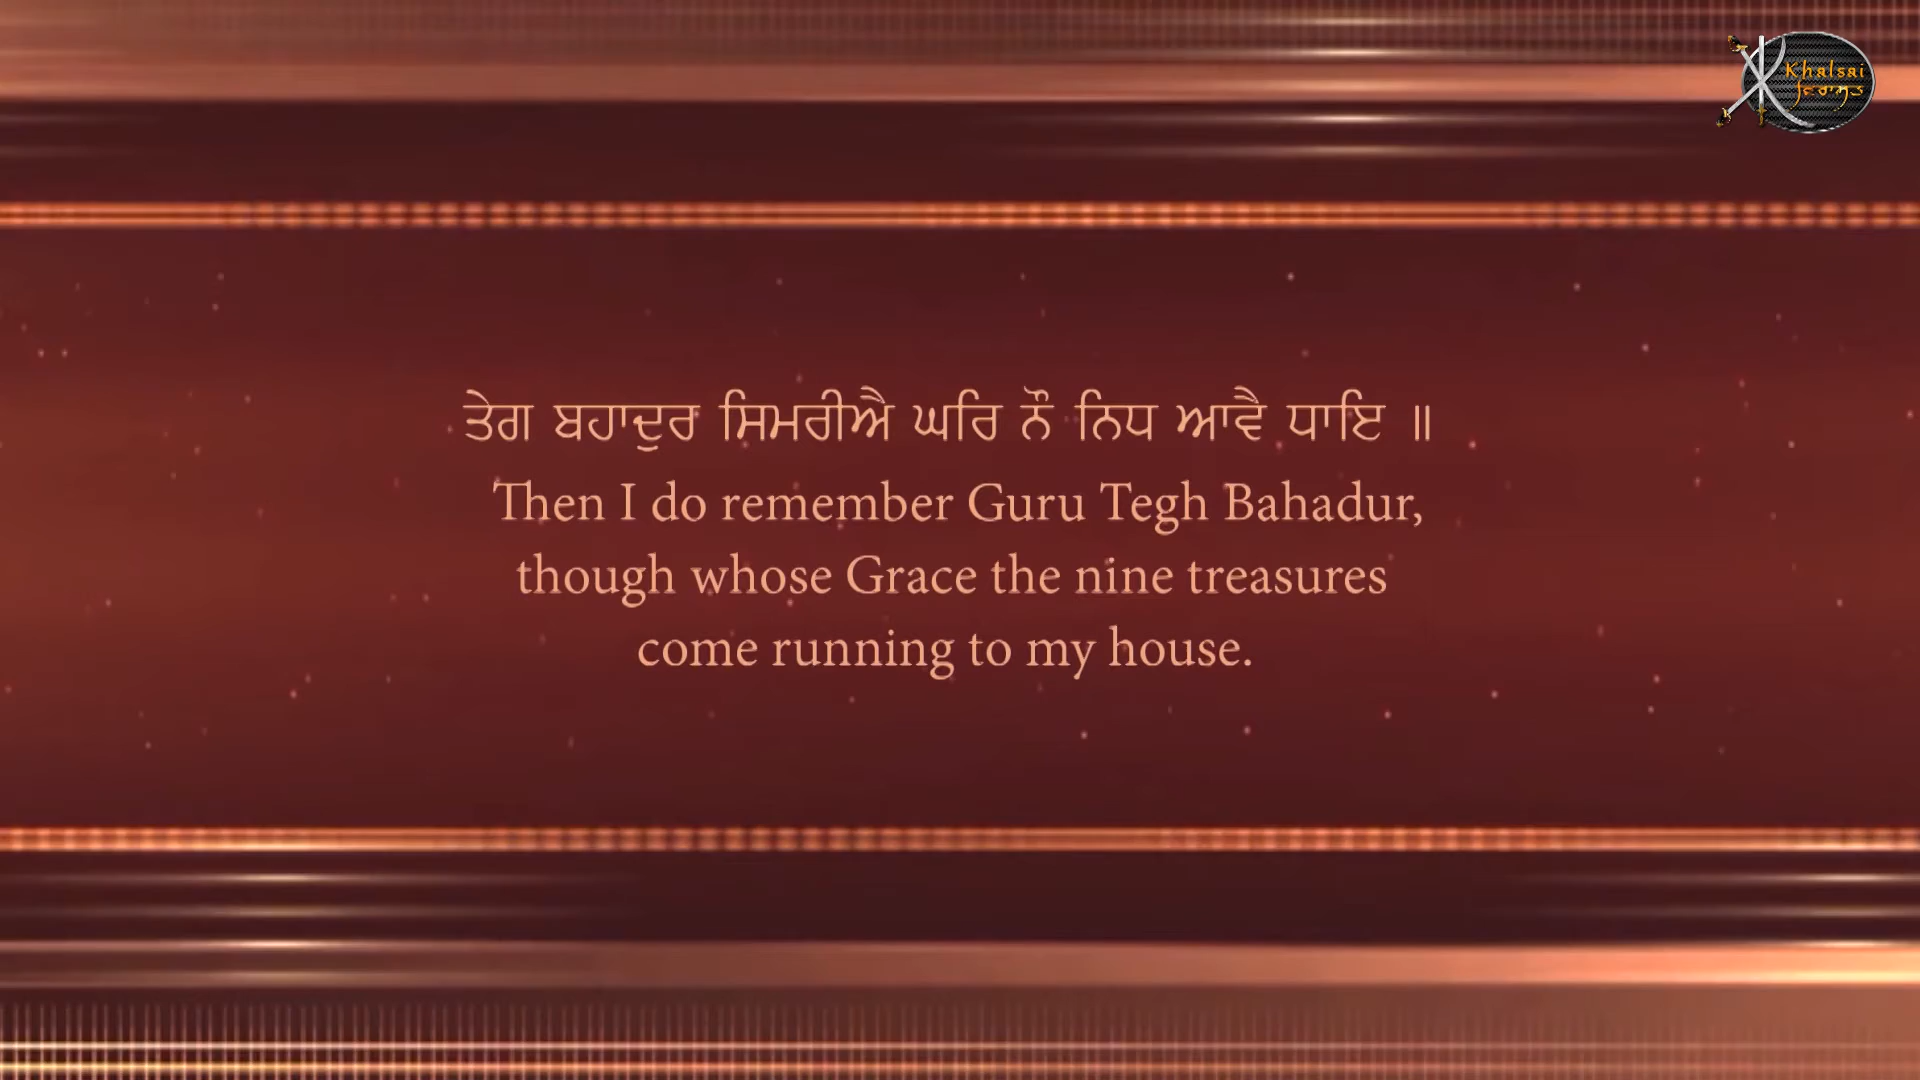 Khalsai
ਤੇਗ ਬਹਾਦੁਰ ਸਿਮਰੀਐ ਘਰਿ ਨੌ ਨਿਧ ਆਵੈ ਧਾਇ ॥
Then I do remember Guru Tegh Bahadur,
though whose Grace the nine treasures
come running to my house.